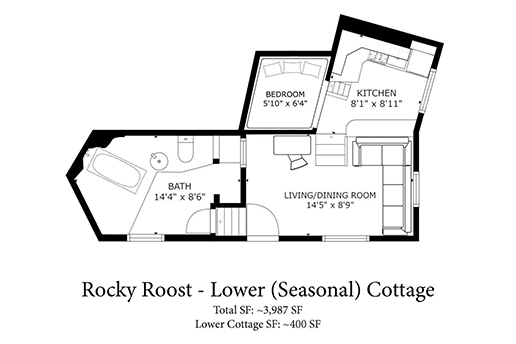 KITCHEN
8'1" x 8'11"
BEDROOM
5'10" x 6'4"
BATH
14'4" x 8'6"
LIVING/DINING ROOM
14'5" x 8'9"
Rocky Roost - Lower (Seasonal) Cottage
Total SF: ~3,987 SF
Lower Cottage SF: ~400 SF